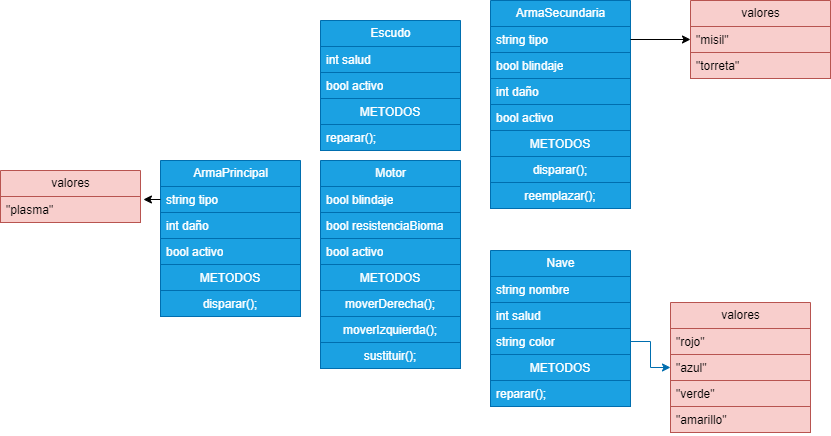 Escudo
int salud
bool activo
METODOS
reparar();
ArmaSecundaria
string tipo
bool blindaje
int daño
bool activo
METODOS
disparar();
reemplazar();
valores
"misil"
"torreta"
valores
"plasma"
ArmaPrincipal
string tipo
int daño
bool activo
METODOS
disparar();
Motor
bool blindaje
bool resistenciaBioma
bool activo
METODOS
moverDerecha();
moverIzquierda();
sustituir();
Nave
string nombre
int salud
string color
METODOS
reparar();
valores
"rojo"
"azul"
"verde"
"amarillo"